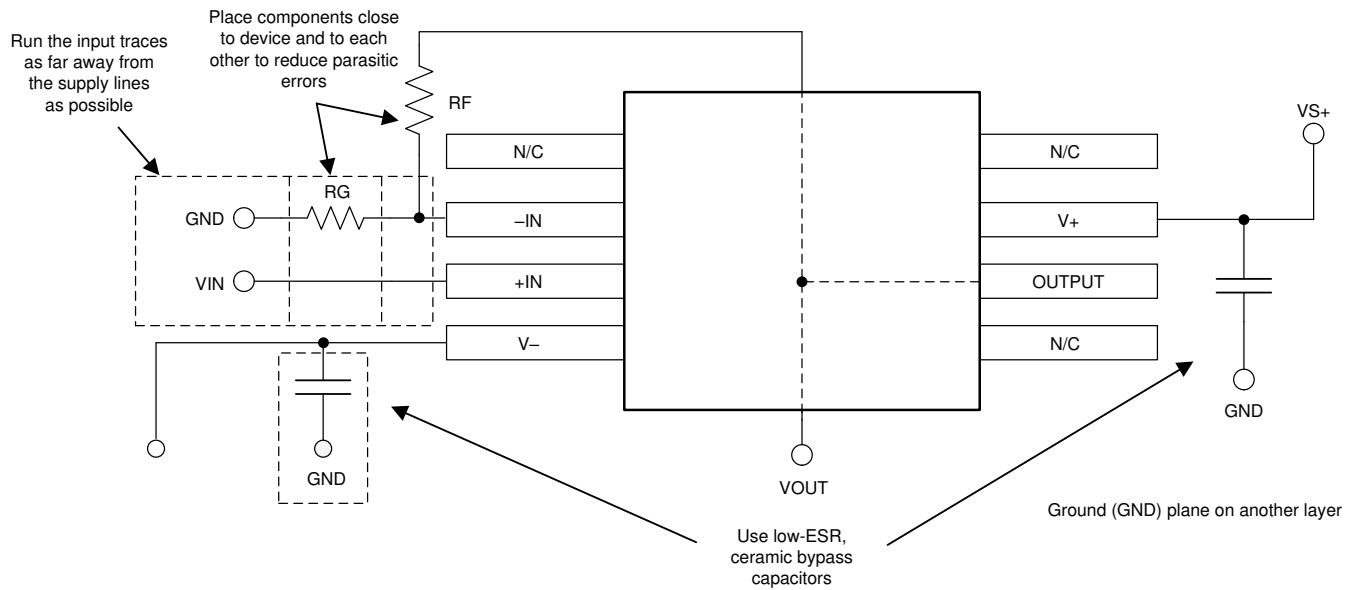 Place components close
to device and to each
other to reduce parasitic
errors
Run the input traces
as far away from
the supply lines
as possible
RF
VS+
N/C
N/C
RG
GND
–IN
V+
VIN
+IN
OUTPUT
V–
N/C
GND
GND
VOUT
Ground (GND) plane on another layer
Use low-ESR,
ceramic bypass
capacitors